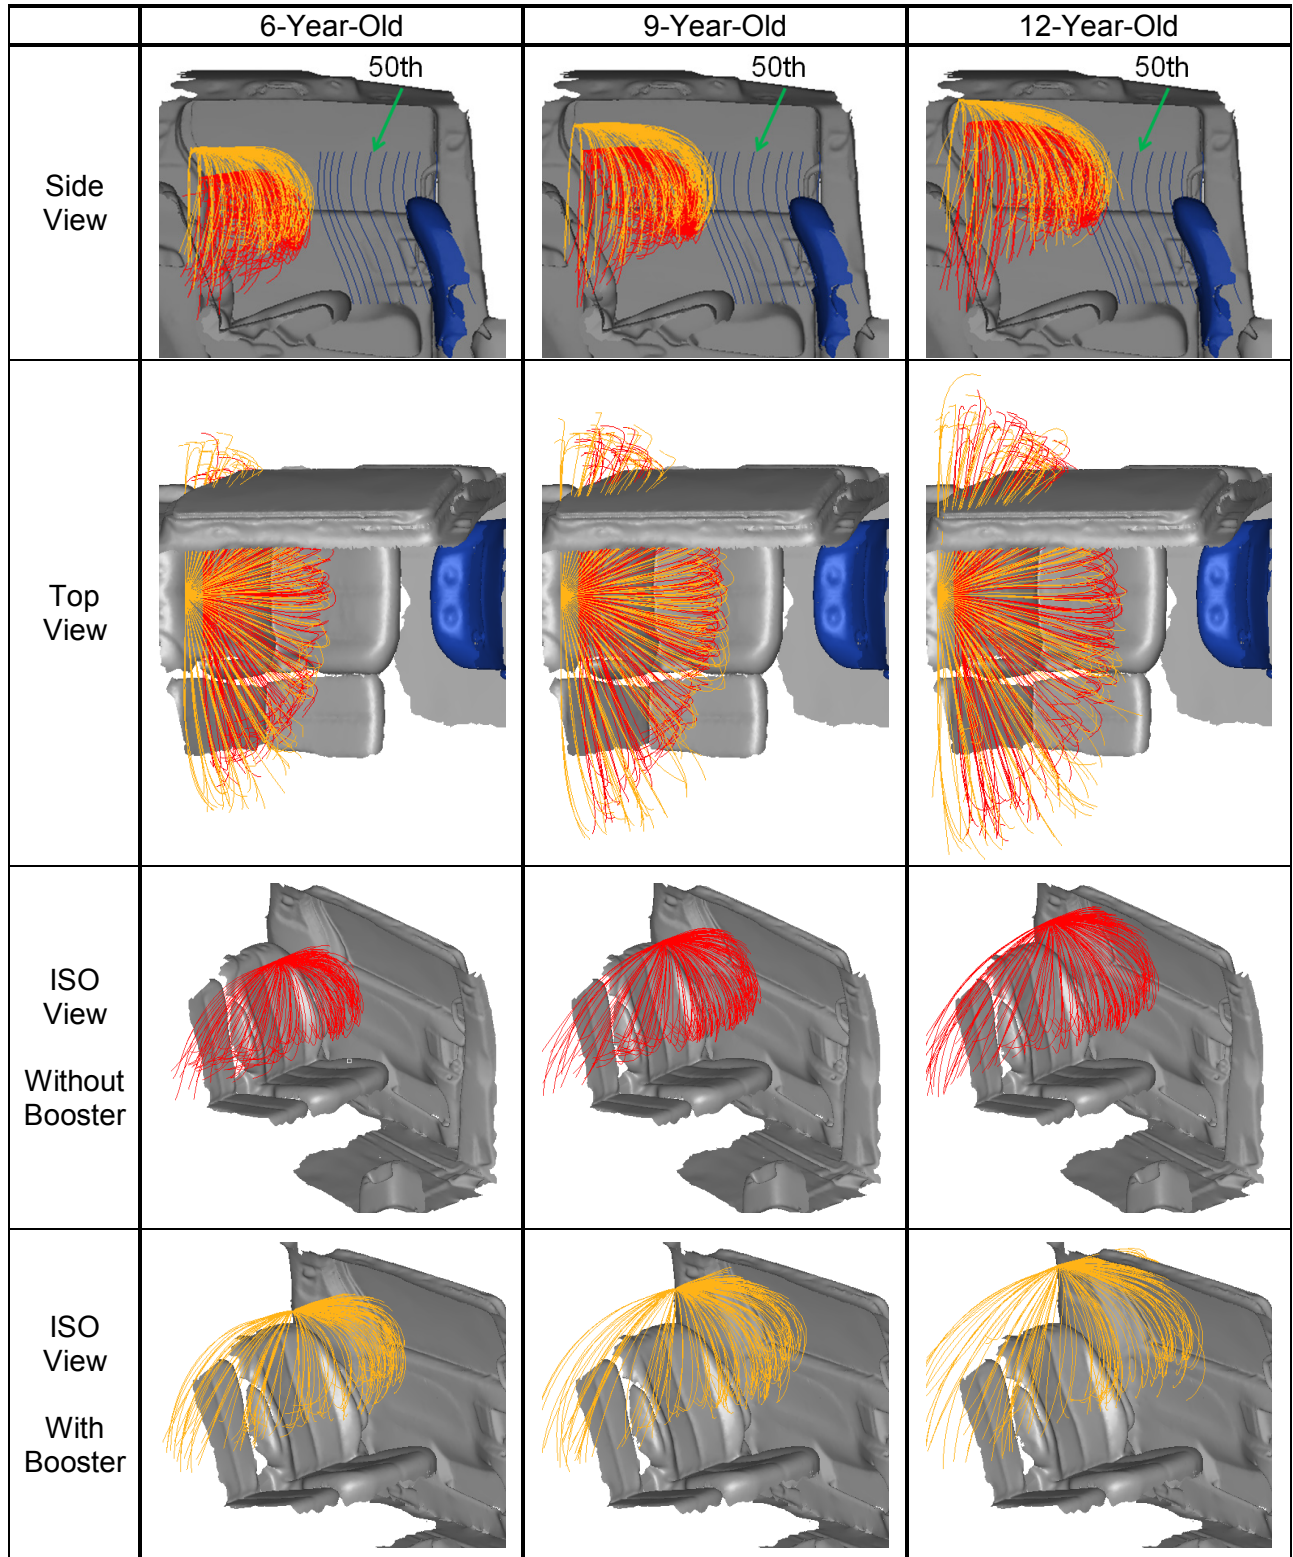 6-Year-Old
9-Year-Old
12-Year-Old
Side
View
50th
50th
50th
Top
View
ISO
View
Without
Booster
ISO
View
With
Booster